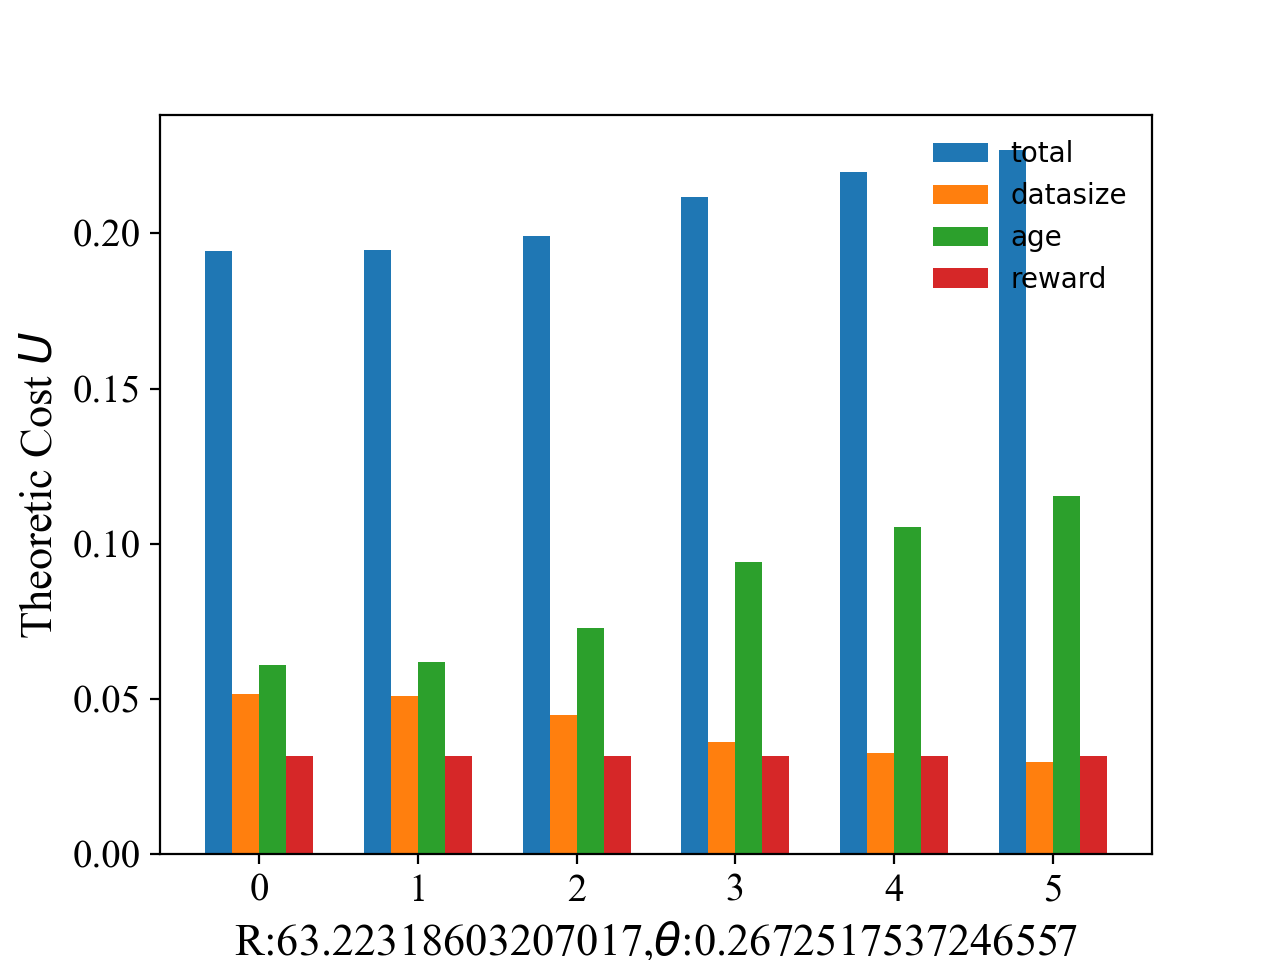 total
datasize
age
reward
0.20
0.15
0.10
0.05
0.00
Theoretic Cost U
0 1 2 3 4 5
R:63.22318603207017,θ:0.2672517537246557